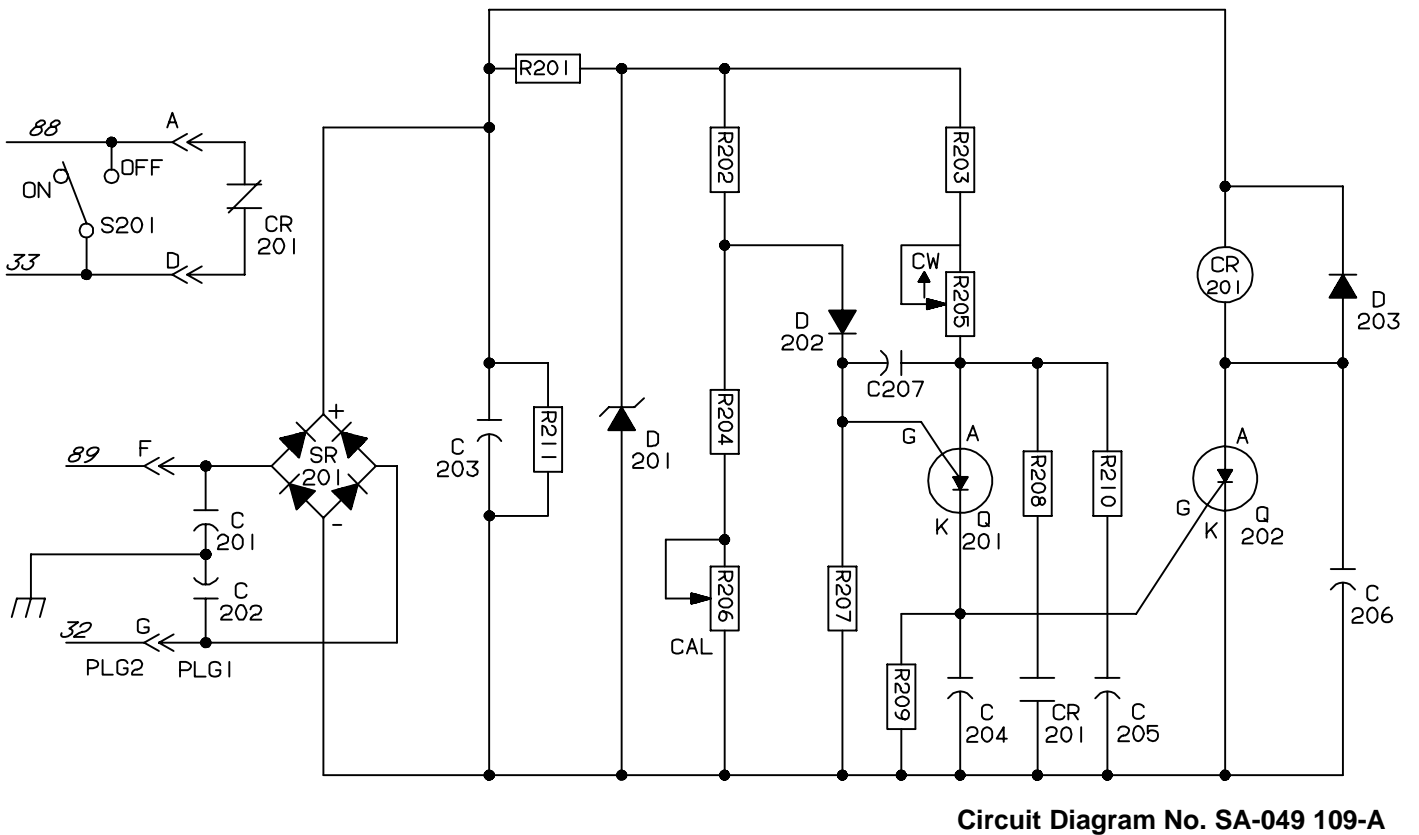 R201
88
A
OFF
ON
S201
CR
201
33
D
R202
R203
CW
R205
CR
201
D
203
D
202
C207
R204
R211
C
203
D
201
+
SR
201
-
89
F
C
201
C
202
32
G
PLG2
PLG1
G
A
K
Q
201
R208
R210
A
G
K
Q
202
R206
CAL
R207
R209
C
204
CR
201
C
205
C
206
Circuit Diagram No. SA-049 109-A